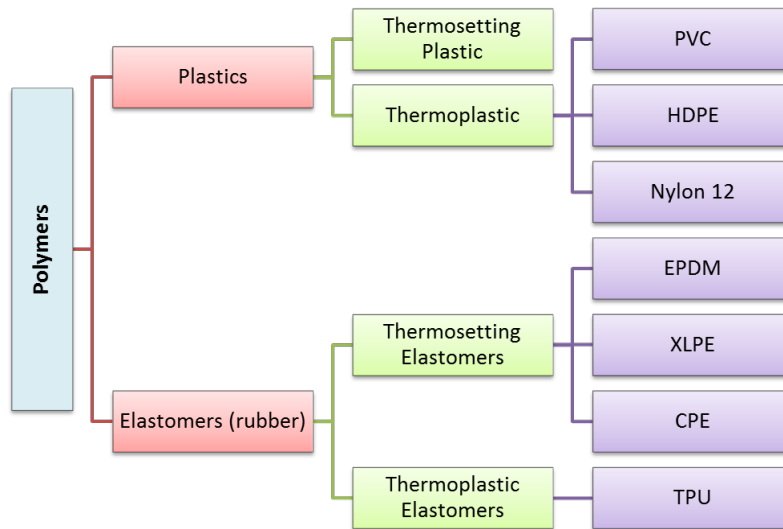 Polymers
Plastics
Thermosetting
Plastic
Thermoplastic
PVC
HDPE
Nylon 12
Elastomers (rubber)
Thermosetting
Elastomers
EPDM
XLPE
CPE
Thermoplastic
Elastomers
TPU